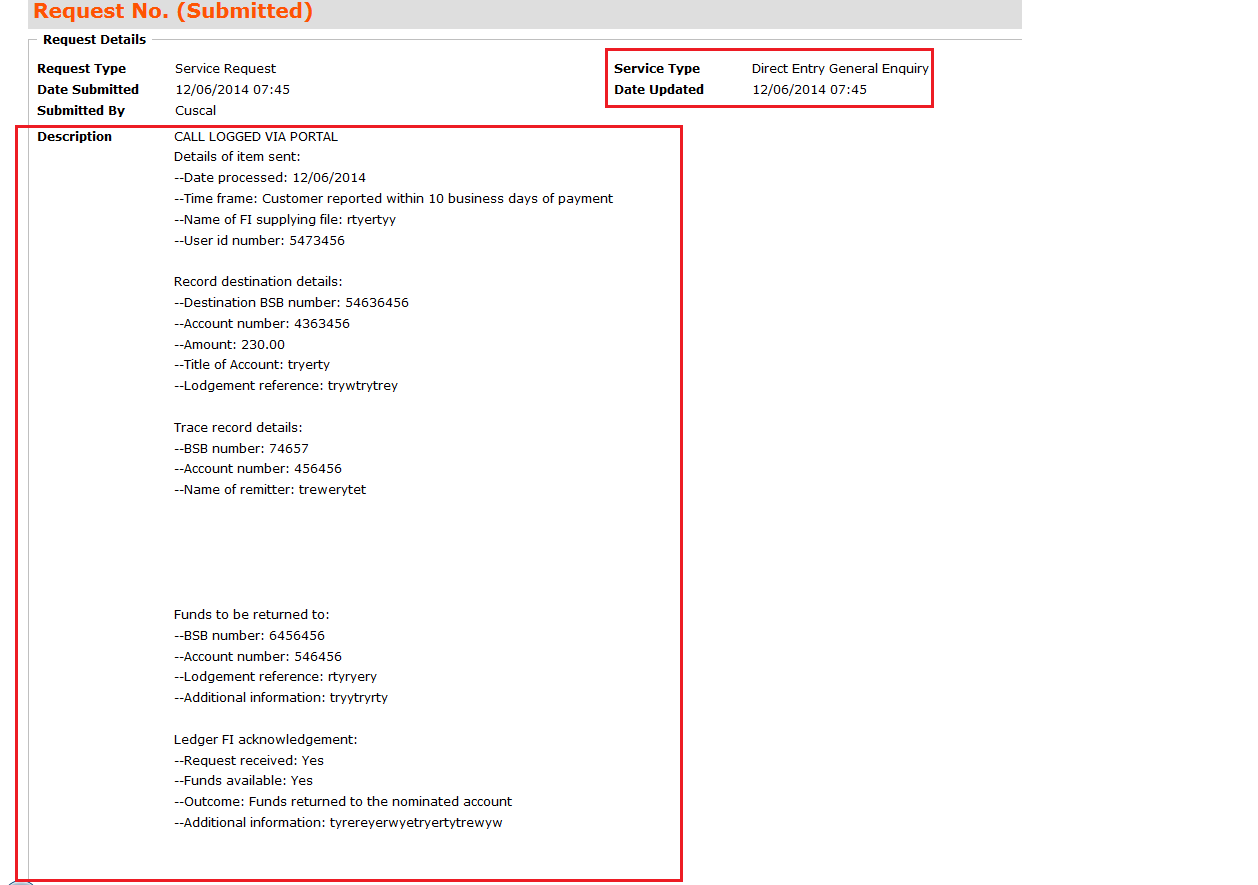 Request No. (Submitted)
Request Details
Request Type Service Request Service Type Direct Entry General Enquiry
Date Submitted 12/06/2014 07:45 Date Updated 12/06/2014 07:45
Submitted By Cuscal
Description CALL LOGGED VIA PORTAL
Details of item sent:
--Date processed: 12/06/2014
--Time frame: Customer reported within 10 business days of payment
--Name of FI supplying file: rtyertyy
--User id number: 5473456
Record destination details:
--Destination BSB number: 54636456
--Account number: 4363456
--Amount: 230.00
--Title of Account: tryerty
--Lodgement reference: trywtrytrey
Trace record details:
--BSB number: 74657
--Account number: 456456
--Name of remitter: trewerytet
Funds to be returned to:
--BSB number: 6456456
--Account number: 546456
--Lodgement reference: rtyryery
--Additional information: tryytryrty
Ledger FI acknowledgement:
--Request received: Yes
--Funds available: Yes
--Outcome: Funds returned to the nominated account
--Additional information: tyrereyerwyetryertytrewyw